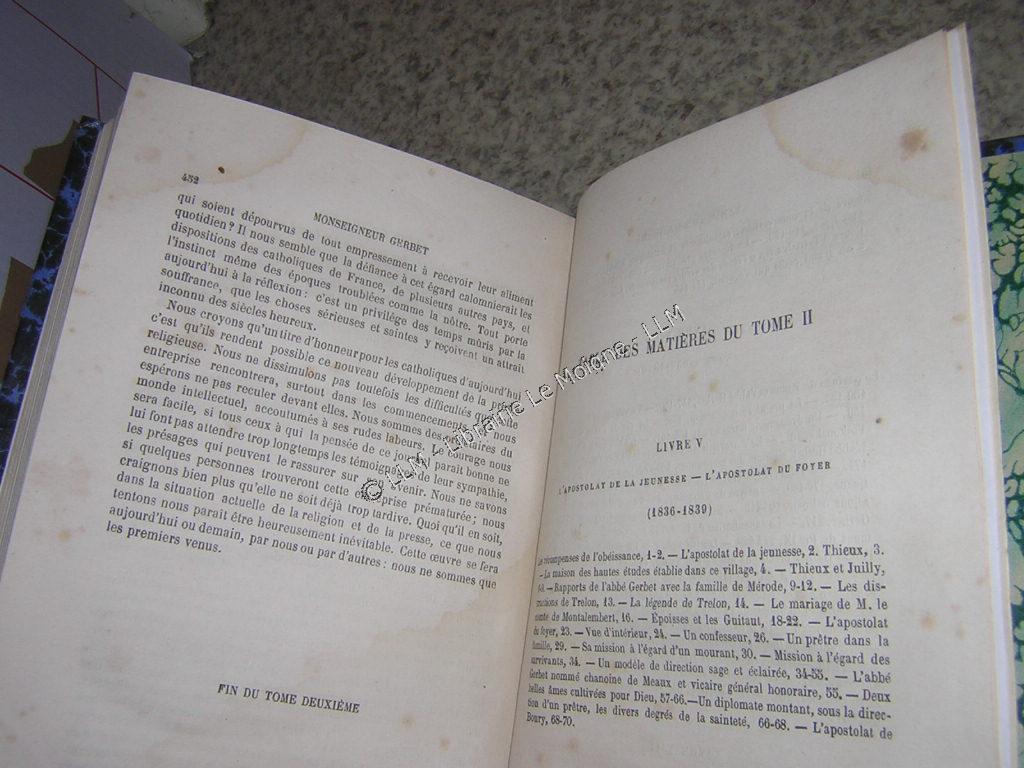 452
MONSEIGNEUR GERBET
qui soient dépourvus de tout empressement à recevoir leur aliment
quotidien? Il nous semble que la défiance à cet égard calomnierait les
dispositions des catholiques de France, de plusieurs autres pays, et
l'instinct même des époques troublées comme la nôtre. Tout porte
aujourd'hui à la réflexion: c'est un privilège des temps mûris par la
souffrance, que les choses sérieuses et saintes y reçoivent un attrait
inconnu des siècles heureux.
Nous croyons qu'un titre d'honneur pour les catholiques d'aujourd'hui
c'est qu'ils rendent possible ce nouveau développement de la presse
religieuse. Nous ne dissimulons pas toutefois les difficultés que cette
entreprise rencontrera, surtout dans les commencements; nous
espérons ne pas reculer devant elles. Nous sommes des
monde intellectuel, accoutumés à ses rudes labeurs. Le courage nous
sera facile, si tous ceux à qui la pensée de ce journal paraît bonne ne
lui font pas attendre trop longtemps les témoignages de leur sympathie,
les présages qui peuvent le rassurer sur son avenir. Nous ne savons
si quelques personnes trouveront cette entreprise prématurée; nous
craignons bien plus qu'elle ne soit déjà trop tardive. Quoi qu'il en soit,
dans la situation actuelle de la religion et de la presse, ce que nous
tentons nous paraît être heureusement inévitable. Cette œuvre se fera
aujourd'hui ou demain, par nous ou par d'autres: nous ne sommes que
les premiers venus.
FIN DU TOME DEUXIÈME
DES MATIÈRES DU TOME II
LIVRE V
L'APOSTOLAT DE LA JEUNESSE — L'APOSTOLAT DU FOYER
(1836-1839)
Les récompenses de l'obéissance, 1-2. — L'apostolat de la jeunesse, 2. Thieux, 3.
— La maison des hautes études établie dans ce village, 4. — Thieux et Juilly,
— Rapports de l'abbé Gerbet avec la famille de Mérode, 9-12. — Les dis-
tractions de Trelon, 13. — La légende de Trelon, 14. — Le mariage de M. le
comte de Montalembert, 16. — Époisses et les Guitaut, 18-22. — L'apostolat
du foyer, 23. — Vue d'intérieur, 24. — Un confesseur, 26. — Un prêtre dans la
famille, 29. — Sa mission à l'égard d'un mourant, 30. — Mission à l'égard des
survivants, 34. — Un modèle de direction sage et éclairée, 34-55. — L'abbé
Gerbet nommé chanoine de Meaux et vicaire général honoraire, 55. — Deux
belles âmes cultivées pour Dieu, 57-66.—Un diplomate montant, sous la direc-
tion d'un prêtre, les divers degrés de la sainteté, 66-68. — L'apostolat de
Boury, 68-70.
© LLM - Librairie Le Moigne - LLM